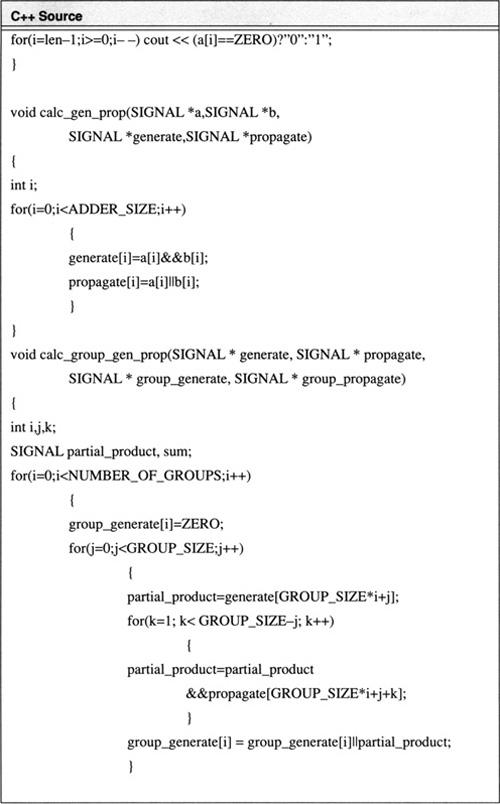 C++ Source
for(i=len–1;i>=0;i– –) cout << (a[i]==ZERO)?”0”:”1”;
}
void calc_gen_prop(SIGNAL *a,SIGNAL *b,
SIGNAL *generate,SIGNAL *propagate)
{
int i;
for(i=0;i<ADDER_SIZE;i++)
{
generate[i]=a[i]&&b[i];
propagate[i]=a[i]||b[i];
}
}
void calc_group_gen_prop(SIGNAL * generate, SIGNAL * propagate,
SIGNAL * group_generate, SIGNAL * group_propagate)
{
int i,j,k;
SIGNAL partial_product, sum;
for(i=0;i<NUMBER_OF_GROUPS;i++)
{
group_generate[i]=ZERO;
for(j=0;j<GROUP_SIZE;j++)
{
partial_product=generate[GROUP_SIZE*i+j];
for(k=1; k< GROUP_SIZE–j; k++)
{
partial_product=partial_product
&&propagate[GROUP_SIZE*i+j+k];
}
group_generate[i] = group_generate[i]||partial_product;
}